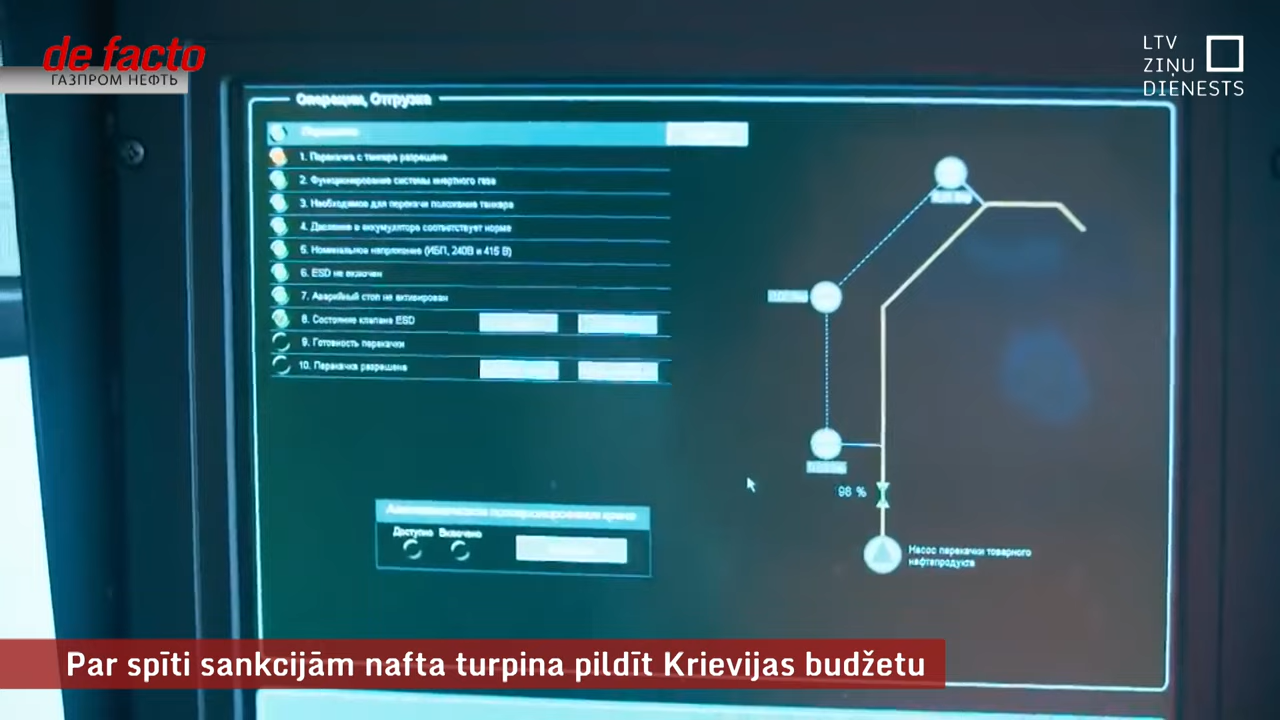 de facto
ГАЗПРОМ НЕФТЬ
LTV
ZIŅU
DIENESTS
Операции, Отгрузка
1. Перекачка с танкера разрешена
2. Функционирование системы инертного газа
3. Необходимое для перекачи положение танкера
4. Давление в аккумуляторе соответствует норме
5. Номинальное напряжение (ИБП, 240В и 415 В)
6. ESD не включен
7. Аварийный стоп не активирован
8. Состояние клапана ESD
9. Готовность перекачки
10. Перекачка разрешена
98 %
Доступно Включено
Насос перекачки товарного
нефтепродукта
Par spīti sankcijām nafta turpina pildīt Krievijas budžetu